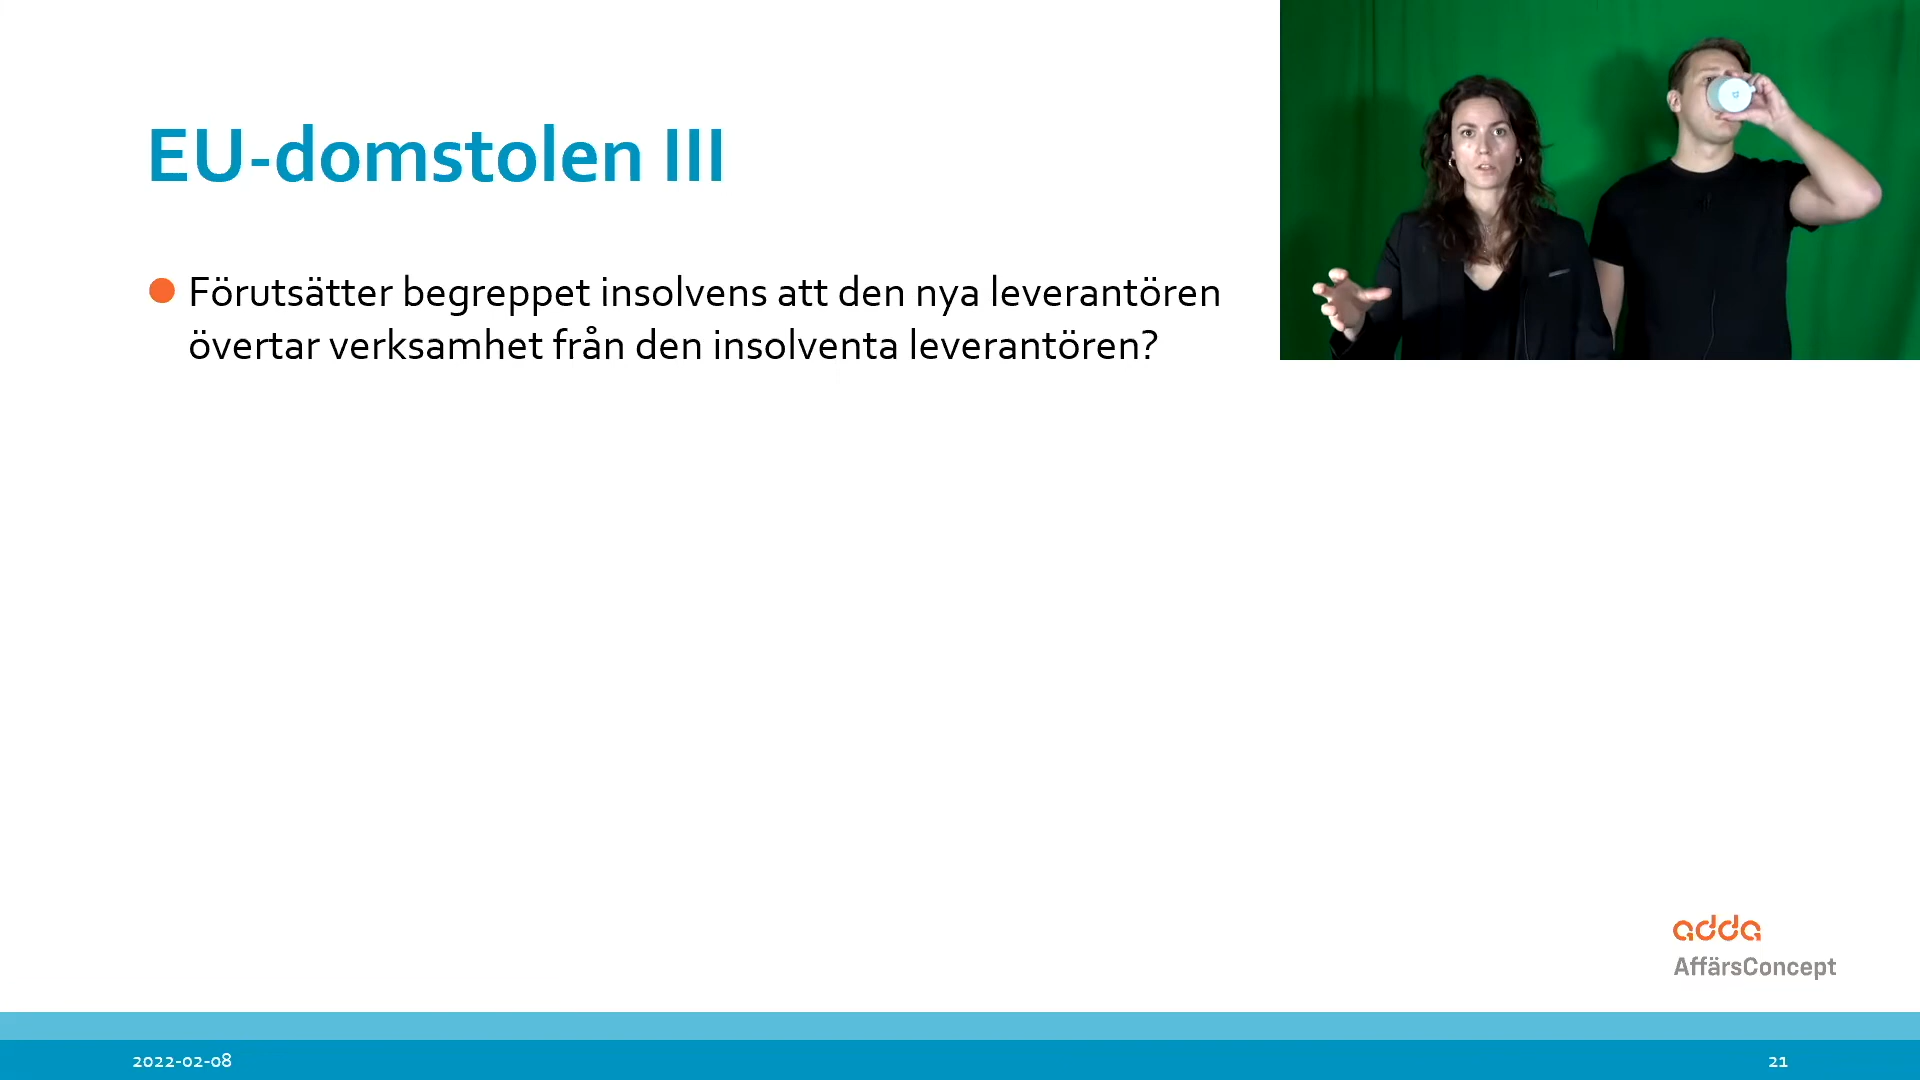 EU-domstolen III
Förutsätter begreppet insolvens att den nya leverantören
övertar verksamhet från den insolventa leverantören?
adda
AffärsConcept
2022-02-08
21